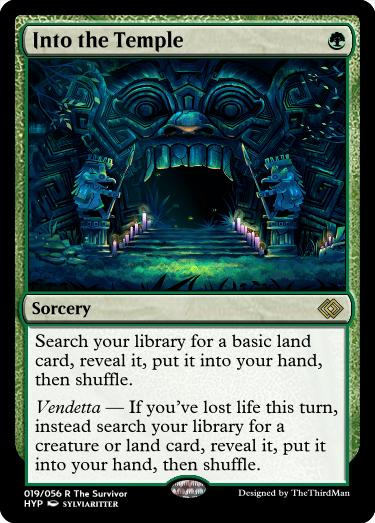 Into the Temple
Sorcery
Search your library for a basic land
card, reveal it, put it into your hand,
then shuffle.
Vendetta — If you've lost life this turn,
instead search your library for a
creature or land card, reveal it, put it
into your hand, then shuffle.
019/056 R The Survivor
HYP SYLVIARITTER
Designed by TheThirdMan